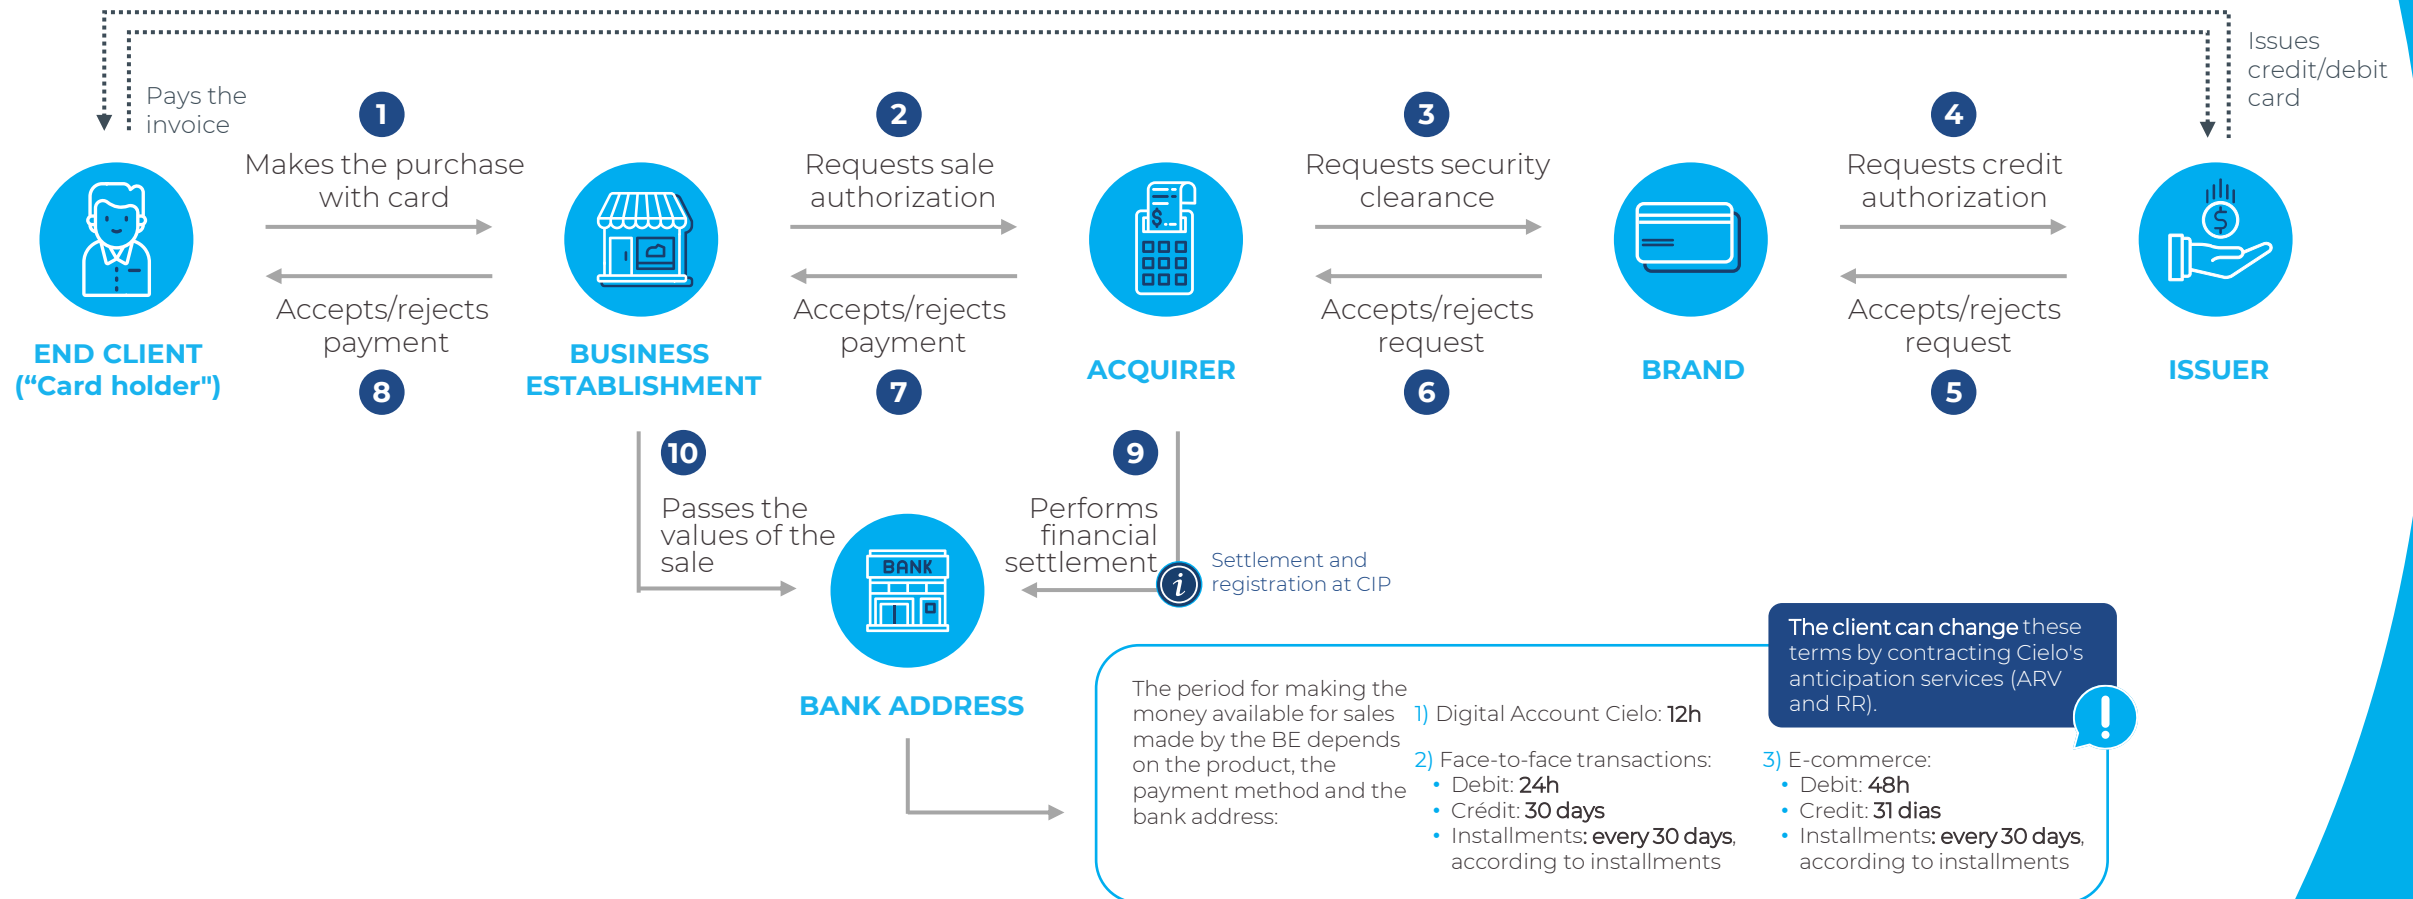 Issues
credit/debit
card
Pays the
invoice
1
Makes the purchase
with card
2
Requests sale
authorization
3
Requests security
clearance
4
Requests credit
authorization
$
$
Accepts/rejects
payment
8
Accepts/rejects
payment
7
Accepts/rejects
request
6
Accepts/rejects
request
5
END CLIENT
(“Card holder")
BUSINESS
ESTABLISHMENT
ACQUIRER
BRAND
ISSUER
10
Passes the
values of the
sale
9
Performs
financial
settlement
i
Settlement and
registration at CIP
BANK
BANK ADDRESS
The client can change these
terms by contracting Cielo's
anticipation services (ARV
and RR).
!
The period for making the
money available for sales
made by the BE depends
on the product, the
payment method and the
bank address:
1) Digital Account Cielo: 12h
2) Face-to-face transactions:
• Debit: 24h
• Crédit: 30 days
• Installments: every 30 days,
according to installments
3) E-commerce:
• Debit: 48h
• Credit: 31 dias
• Installments: every 30 days,
according to installments